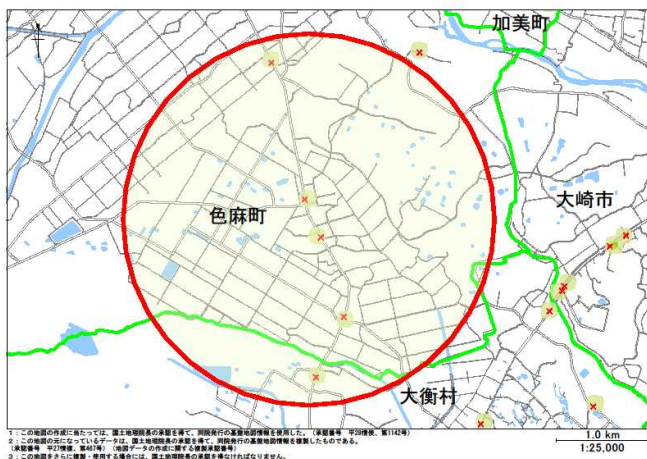 加美町
大崎市
色麻町
大衡村
1.0 km
1:25,000
1：この地図の作成に当たっては、国土地理院長の承認を得て、同院発行の基盤地図情報を使用した。（承認番号 平28情使、第1142号）
2：この地図の元になっているデータは、国土地理院長の承認を得て、同院発行の基盤地図情報を複製したものである。
（承認番号 平27情複、第467号）（地図データの作成に関する複製承認番号）
3：この地図をさらに複製・使用する場合には、国土地理院長の承認を得なければなりません。